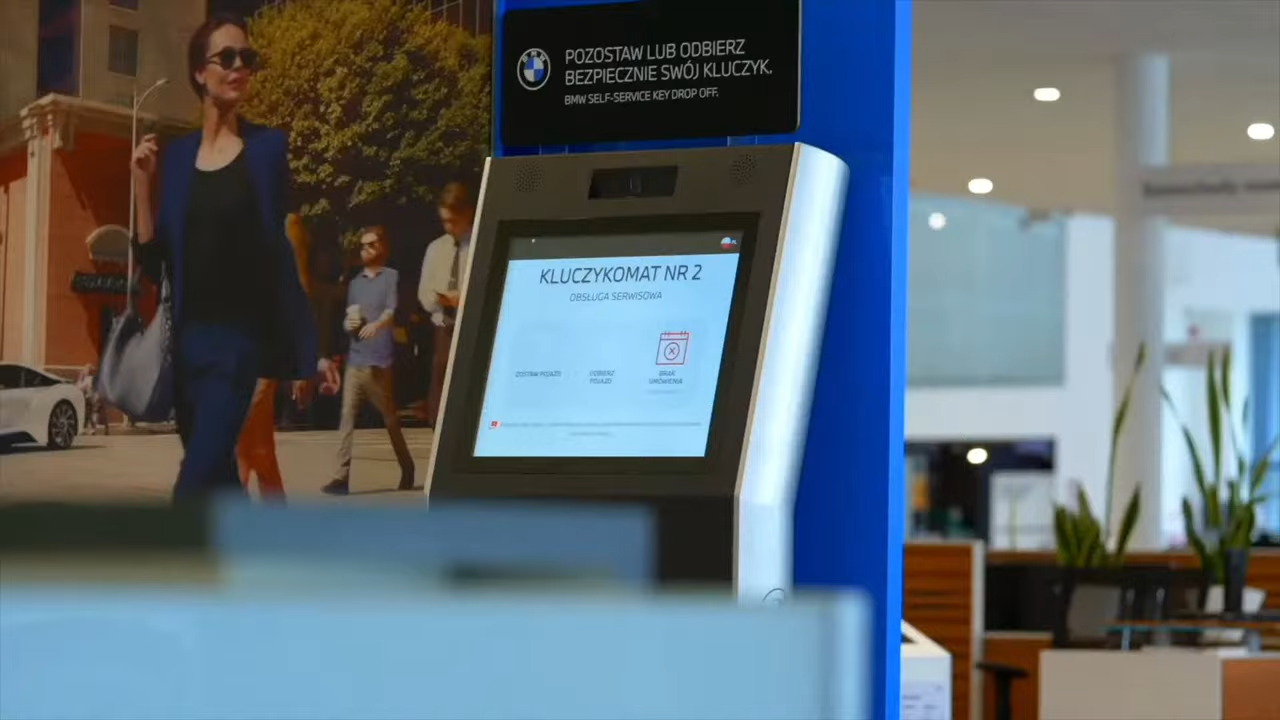 BMW
POZOSTAW LUB ODBIERZ
BEZPIECZNIE SWÓJ KLUCZYK.
BMW SELF-SERVICE KEY DROP OFF.
KLUCZYKOMAT NR 2
OBSŁUGA SERWISOWA
ZOSTAW POJAZD
ODBIERZ
POJAZD
BRAK
UMÓWIENIA